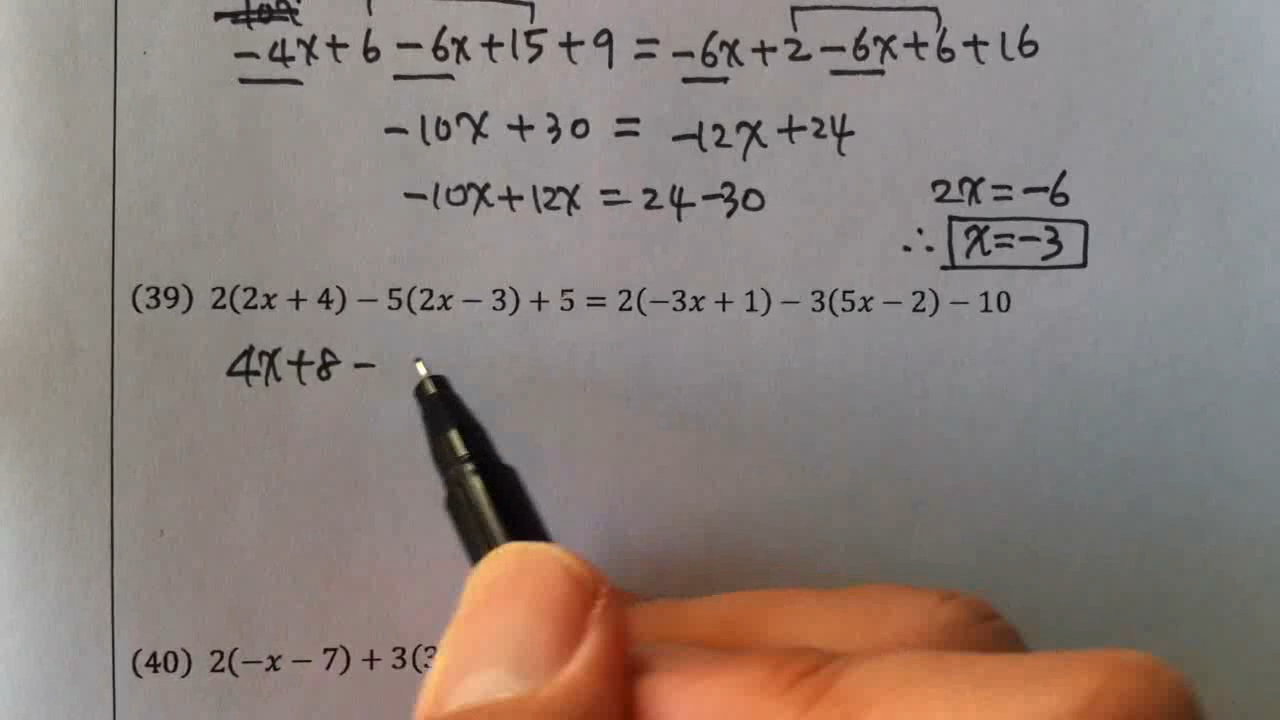 -4x+6-6x+15+9=-6x+2-6x+6+16
-10x+30=-12x+24
-10x+12x=24-30
2x=-6
∴ x=-3
(39) 2(2x + 4) − 5(2x − 3) + 5 = 2(−3x + 1) − 3(5x − 2) − 10
4x+8-
(40) 2(−x − 7) + 3(3